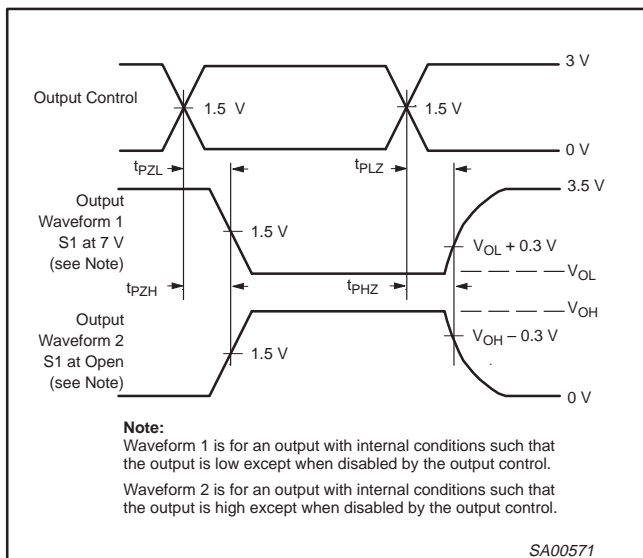 3 V
Output Control
1.5 V
1.5 V
0 V
tPZL
tPLZ
Output
Waveform 1
S1 at 7 V
(see Note)
3.5 V
1.5 V
VOL + 0.3 V
VOL
tPZH
tPHZ
VOH
Output
Waveform 2
S1 at Open
(see Note)
VOH – 0.3 V
1.5 V
0 V
Note:
Waveform 1 is for an output with internal conditions such that
the output is low except when disabled by the output control.
Waveform 2 is for an output with internal conditions such that
the output is high except when disabled by the output control.
SA00571